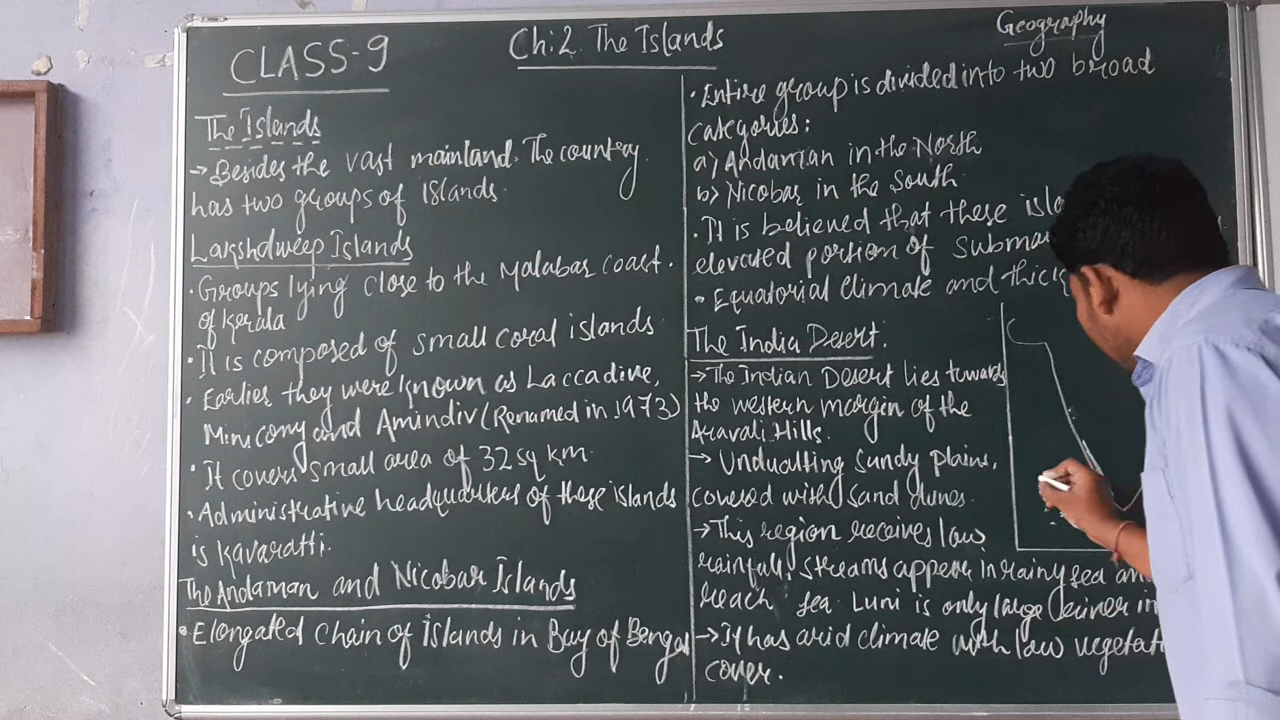 CLASS-9
Ch:2. The Islands
Geography
The Islands
→ Besides the vast mainland. The country
has two groups of islands.
Lakshdweep Islands
• Groups lying close to the Malabar coast.
of Kerala
• It is composed of small coral islands
• Earlier they were known as Laccadive,
Minicony and Amindiv (Renamed in 1973)
• It covers small area of 32 sq km.
• Administrative headquarters of these islands
is Kavaratti.
The Andaman and Nicobar Islands
• Elongated chain of islands in Bay of Bengal
• Entire group is divided into two broad
categories:
a) Andaman in the North
b) Nicobar in the South
• It is believed that these
elevated portion of
• Equatorial climate and
The India Desert.
→ The Indian Desert lies towards
the western margin of the
Aravali Hills.
→ Undualting Sandy plains,
covered with sand dunes.
→ This region receives low
rainfall. Streams appear in rainy sea
reach sea. Luni is only large in
→ It has arid climate with low
cover.